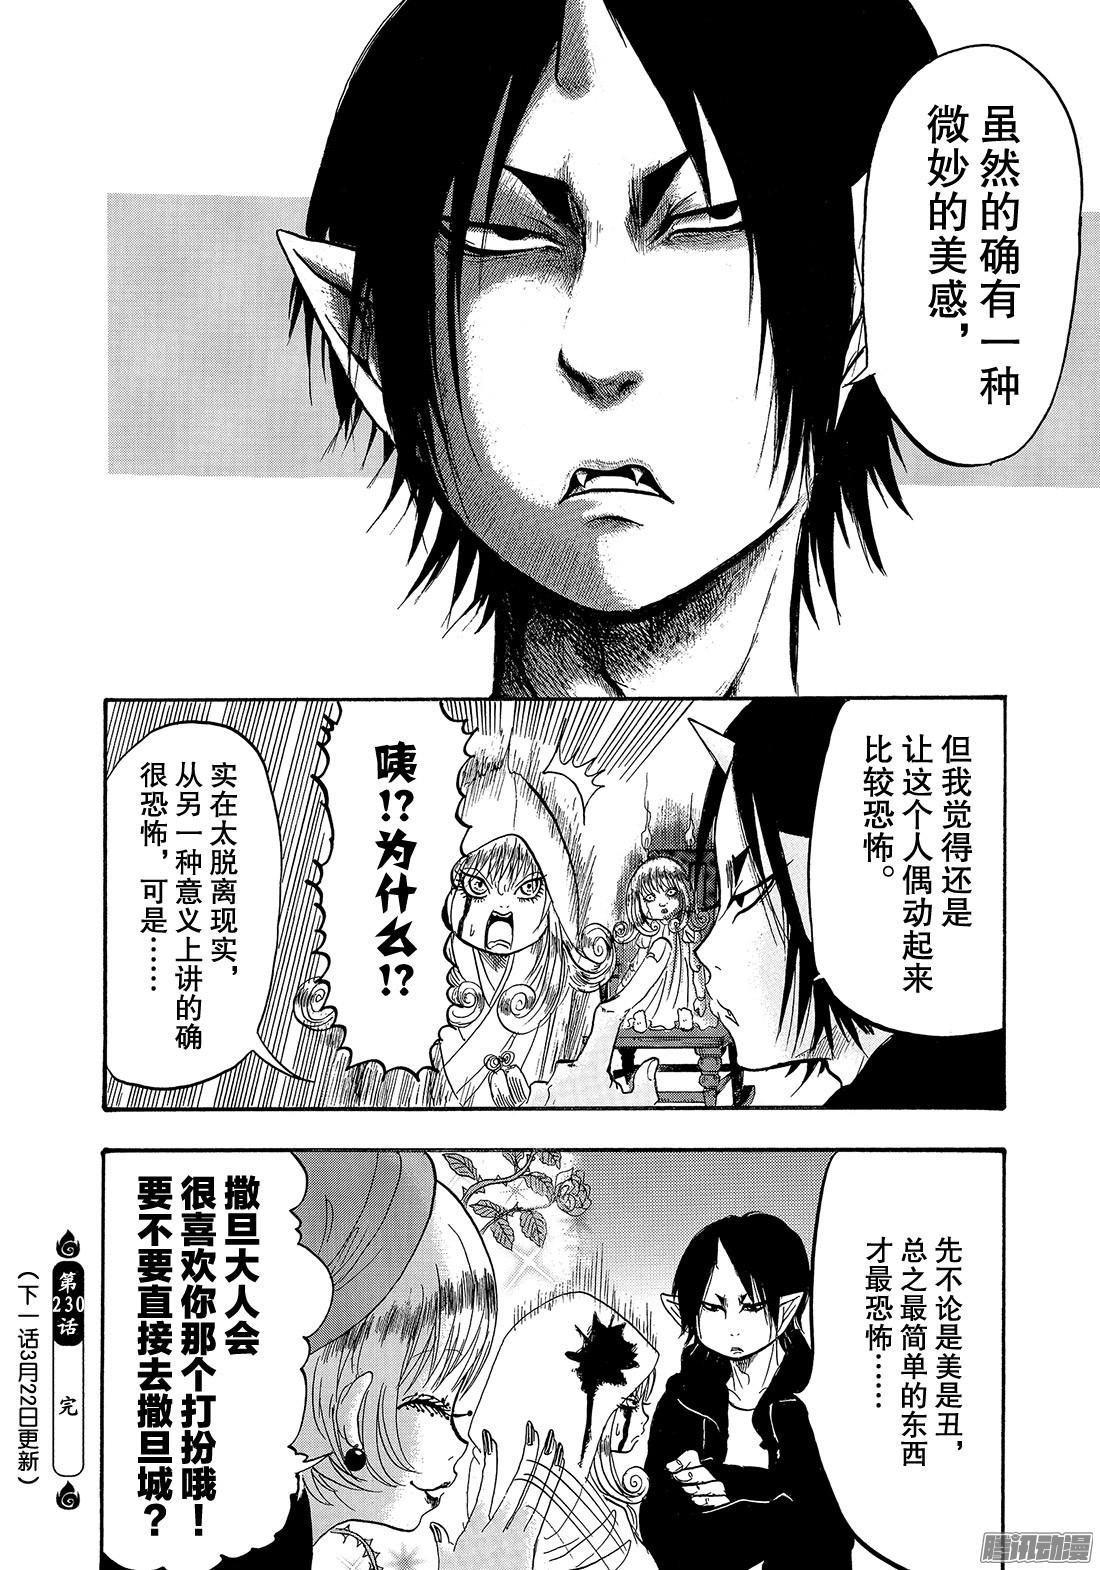 虽然的确有一种
微妙的美感，
但我觉得还是
让这个人偶动起来
比较恐怖。
咦!?为什么!?
实在太脱离现实，
从另一种意义上讲的确
很恐怖，可是……
先不论是美是丑，
总之最简单的东西
才最恐怖……
撒旦大人会
很喜欢你那个打扮哦！
要不要直接去撒旦城？
第230话
完
（下一话3月22日更新）
腾讯动漫